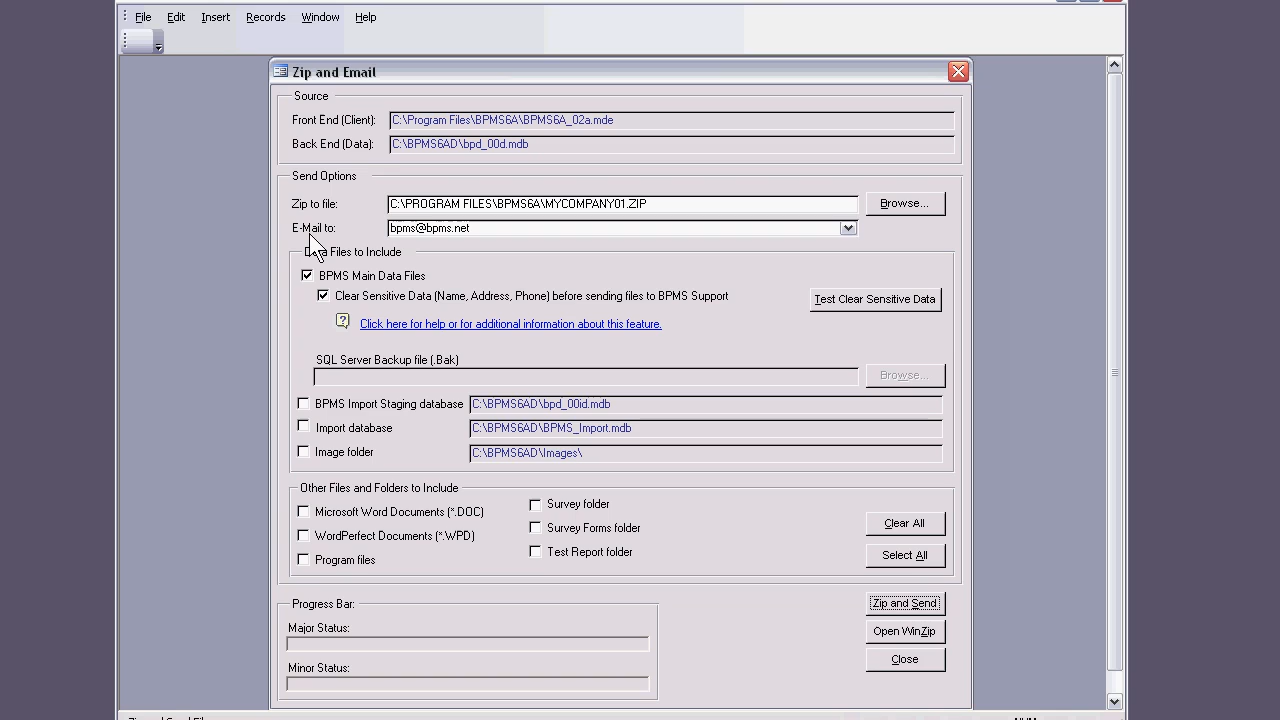 File Edit Insert Records Window Help
Zip and Email
Source
Front End (Client): C:\Program Files\BPMS6A\BPMS6A_02a.mde
Back End (Data): C:\BPMS6AD\bpd_00d.mdb
Send Options
Zip to file: C:\PROGRAM FILES\BPMS6A\MYCOMPANY01.ZIP Browse...
E-Mail to: bpms@bpms.net
Data Files to Include
BPMS Main Data Files
Clear Sensitive Data (Name, Address, Phone) before sending files to BPMS Support Test Clear Sensitive Data
? Click here for help or for additional information about this feature.
SQL Server Backup file (.Bak)
Browse...
BPMS Import Staging database C:\BPMS6AD\bpd_00id.mdb
Import database C:\BPMS6AD\BPMS_Import.mdb
Image folder C:\BPMS6AD\Images\
Other Files and Folders to Include
Microsoft Word Documents (*.DOC) Survey folder
WordPerfect Documents (*.WPD) Survey Forms folder Clear All
Program files Test Report folder Select All
Progress Bar: Zip and Send
Major Status: Open WinZip
Minor Status: Close